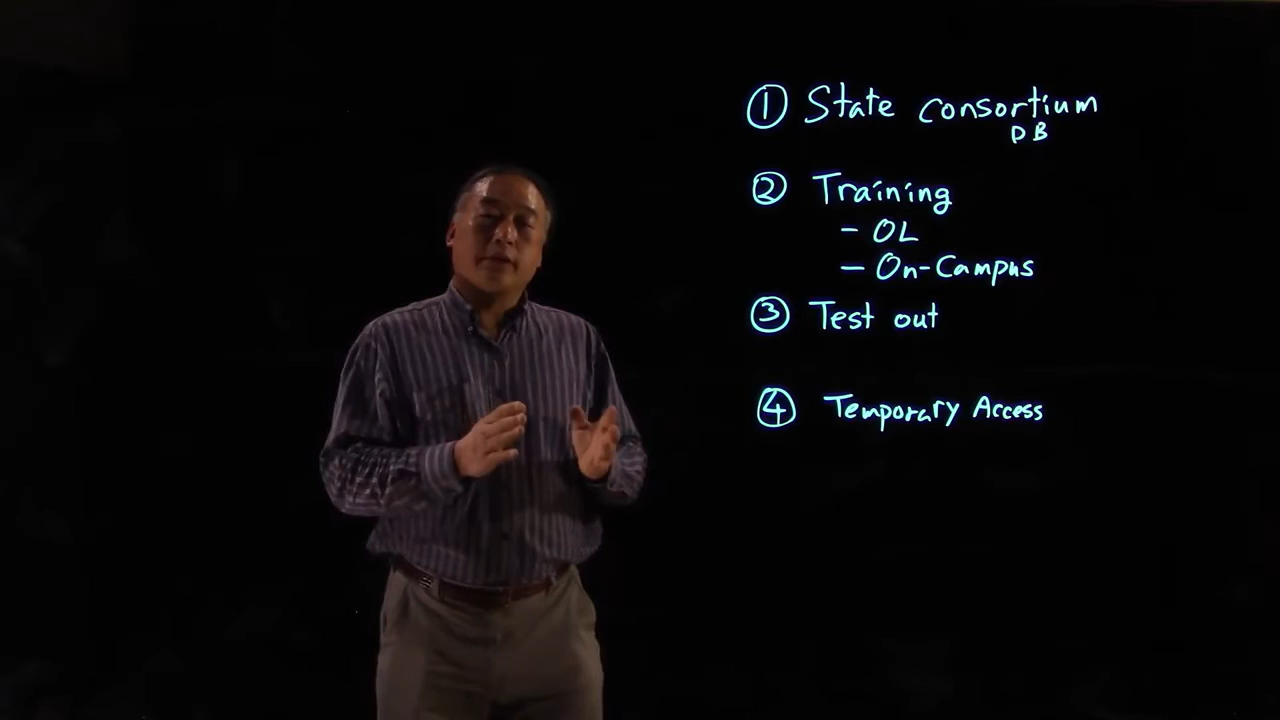 ① State consortium
DB
② Training
- OL
- On-Campus
③ Test out
④ Temporary Access